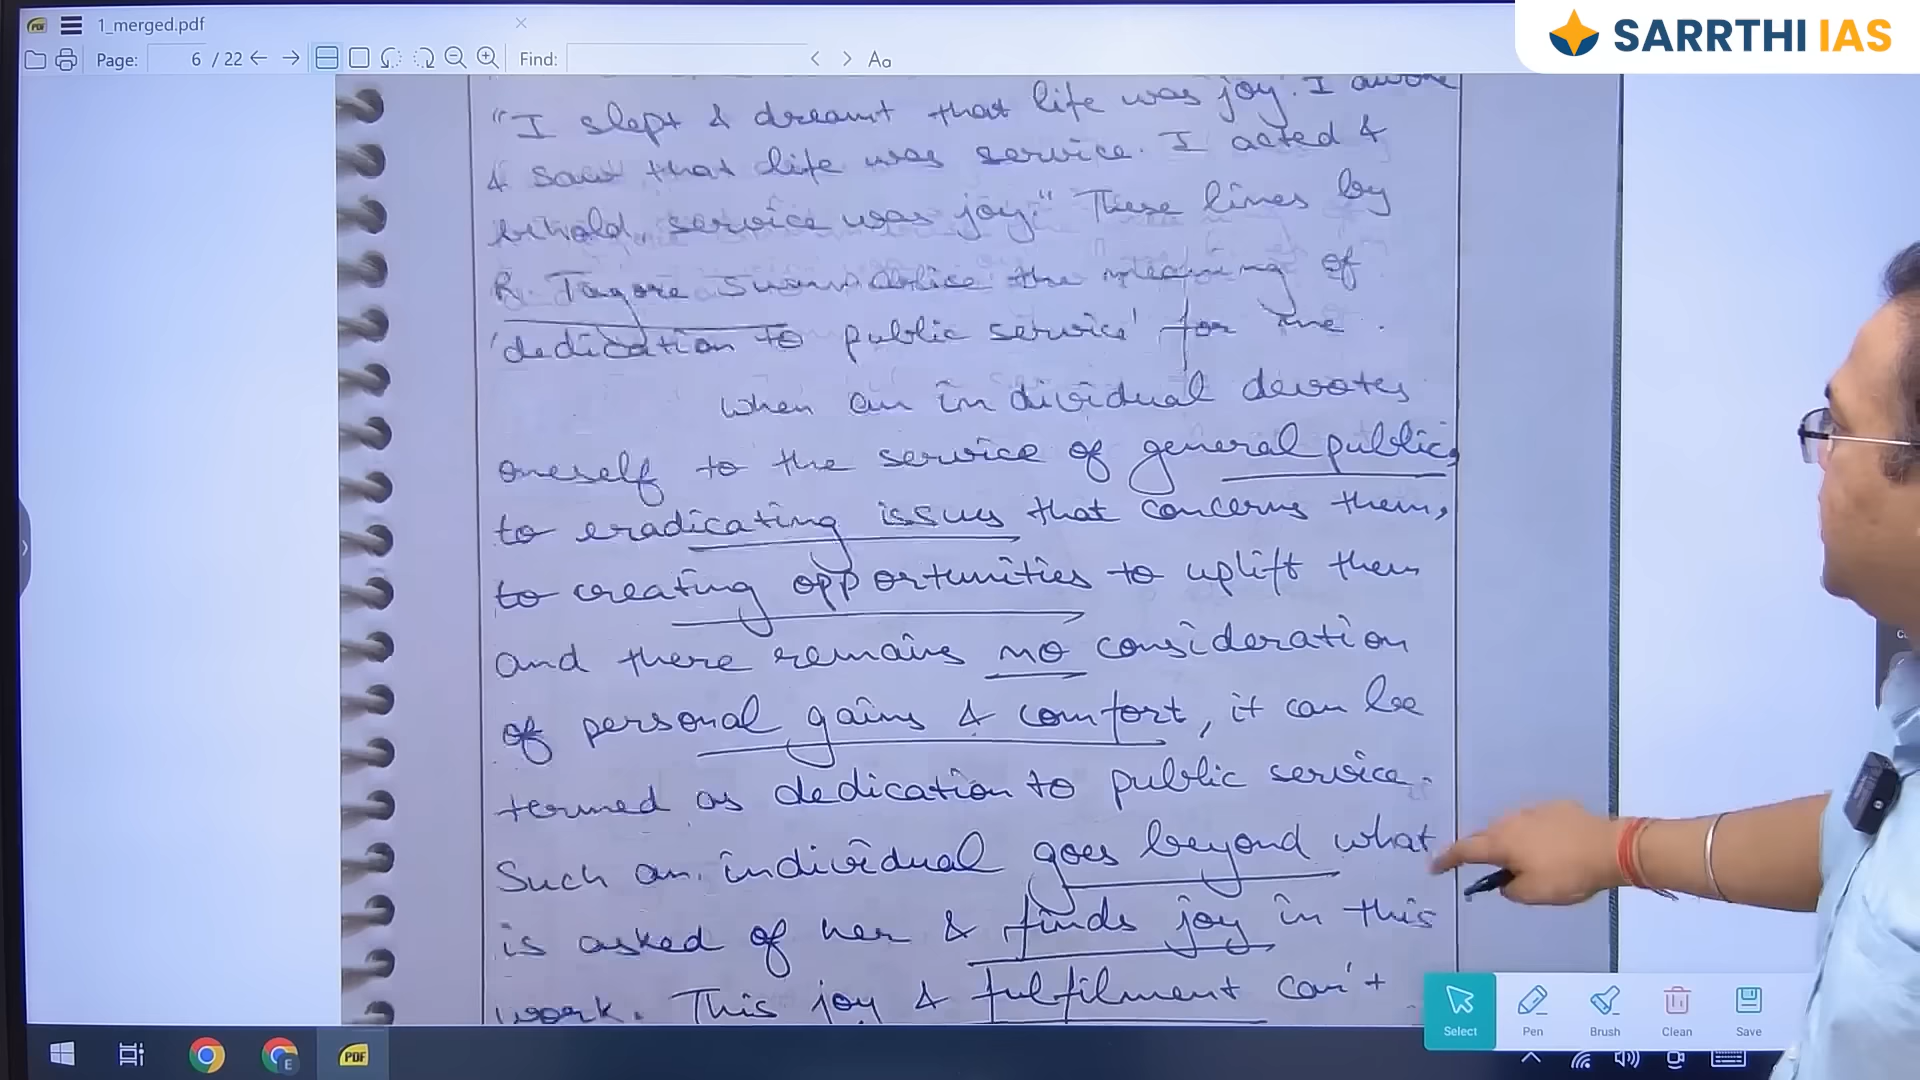 1_merged.pdf
SARRTHI IAS
Page: 6 / 22 Find: Aa
"I slept & dreamt that life was joy. I awoke
& saw that life was service. I acted &
behold, service was joy." These lines by
R. Tagore summarise the meaning of
'dedication to public service' for me.
When an individual devotes
oneself to the service of general public,
to eradicating issues that concerns them,
to creating opportunities to uplift them
and there remains no consideration
of personal gains & comfort, it can be
termed as dedication to public service.
Such an individual goes beyond what
is asked of her & finds joy in this
work. This joy & fulfilment can't
Select Pen Brush Clean Save
PDF